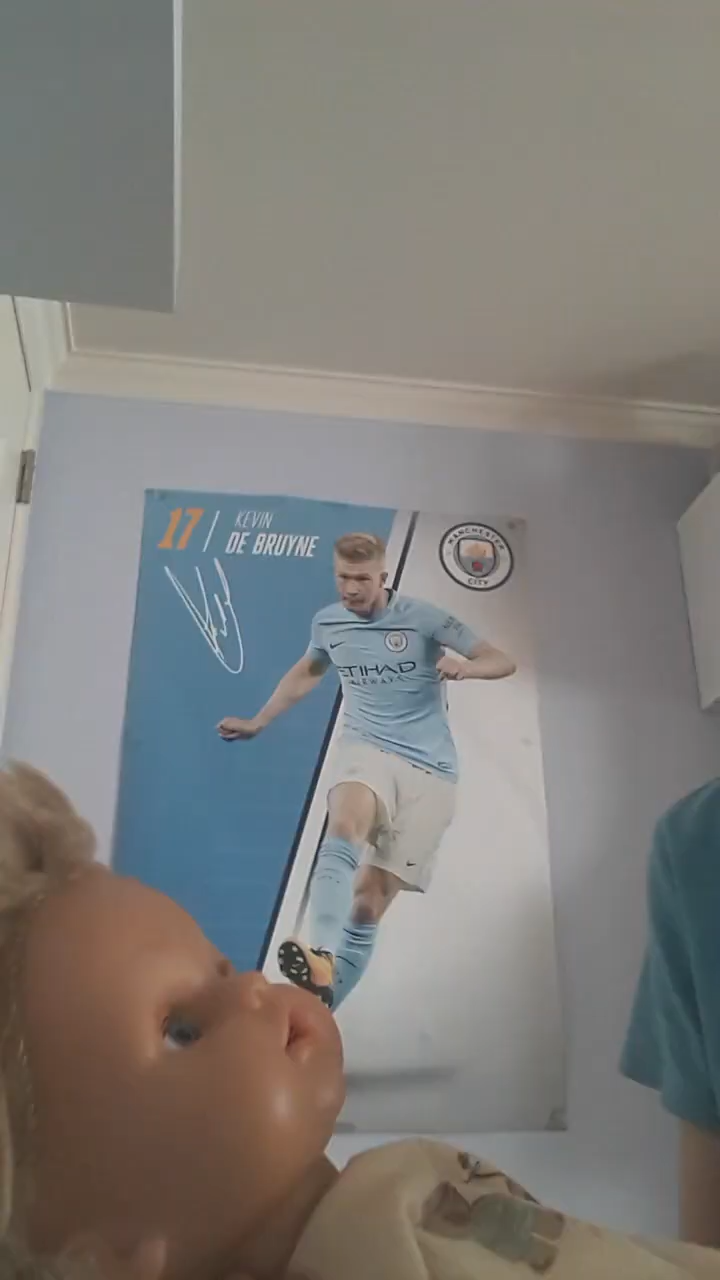 17
KEVIN
DE BRUYNE
MANCHESTER
CITY
ETIHAD
AIRWAYS